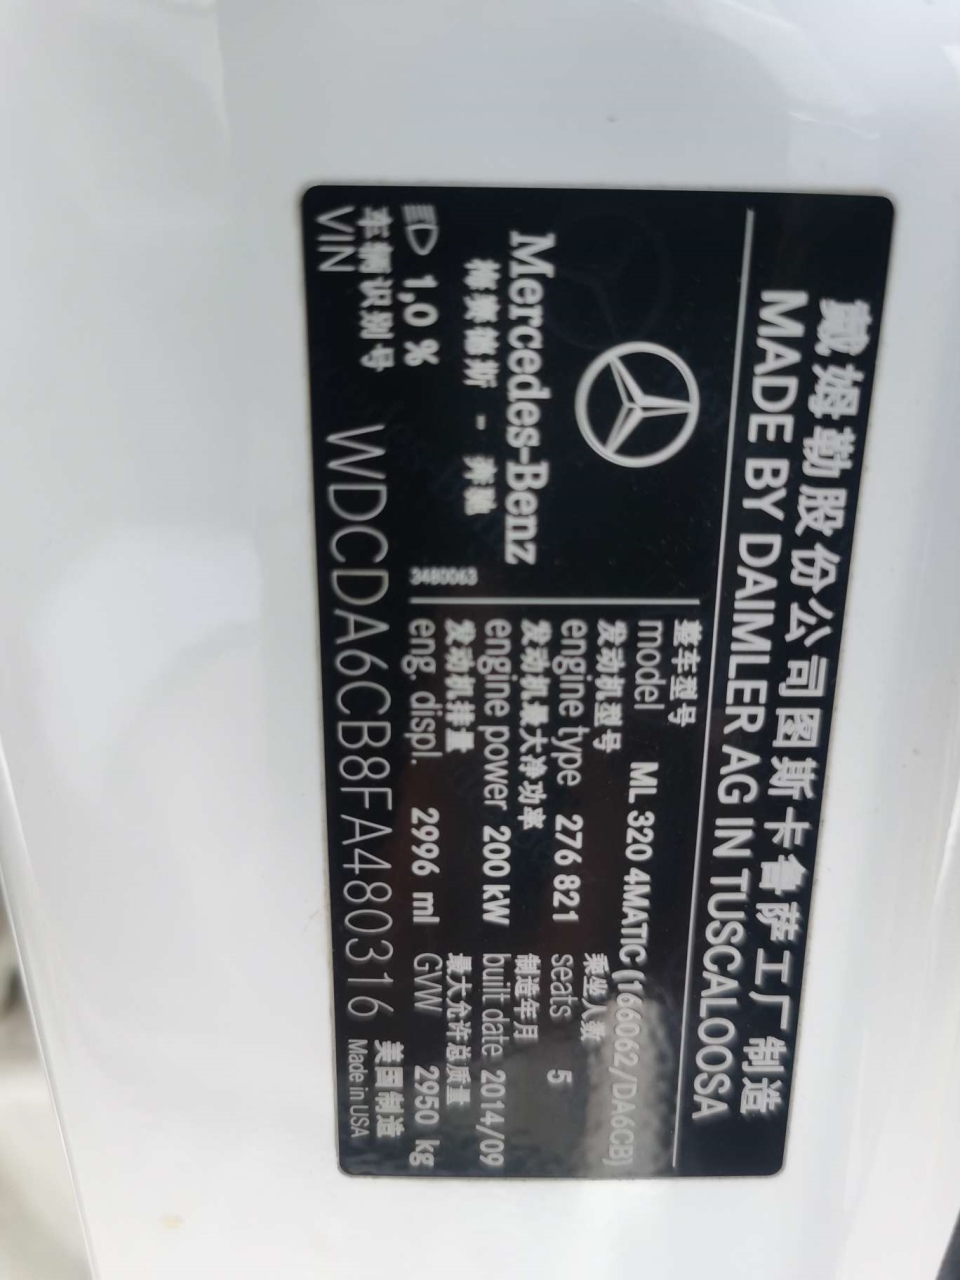 戴姆勒股份公司图斯卡鲁萨工厂制造
MADE BY DAIMLER AG IN TUSCALOOSA
Mercedes-Benz
梅赛德斯 - 奔驰
3480063
整车型号
model ML 320 4MATIC (166062/DA6CB)
发动机型号 乘坐人数
engine type 276 821 seats 5
发动机最大净功率 制造年月
engine power 200 kW built date 2014/09
发动机排量 最大允许总质量
eng. displ. 2996 ml GVW 2950 kg
1,0 %
车辆识别号 美国制造
VIN WDCDA6CB8FA480316 Made in USA